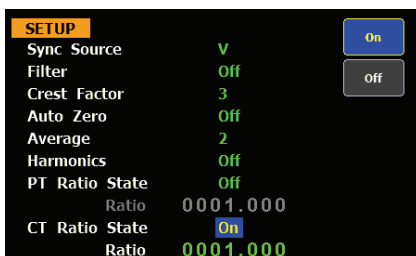 SETUP
On
Sync Source V
Filter Off
Off
Crest Factor 3
Auto Zero Off
Average 2
Harmonics Off
PT Ratio State Off
Ratio 0001.000
CT Ratio State On
Ratio 0001.000